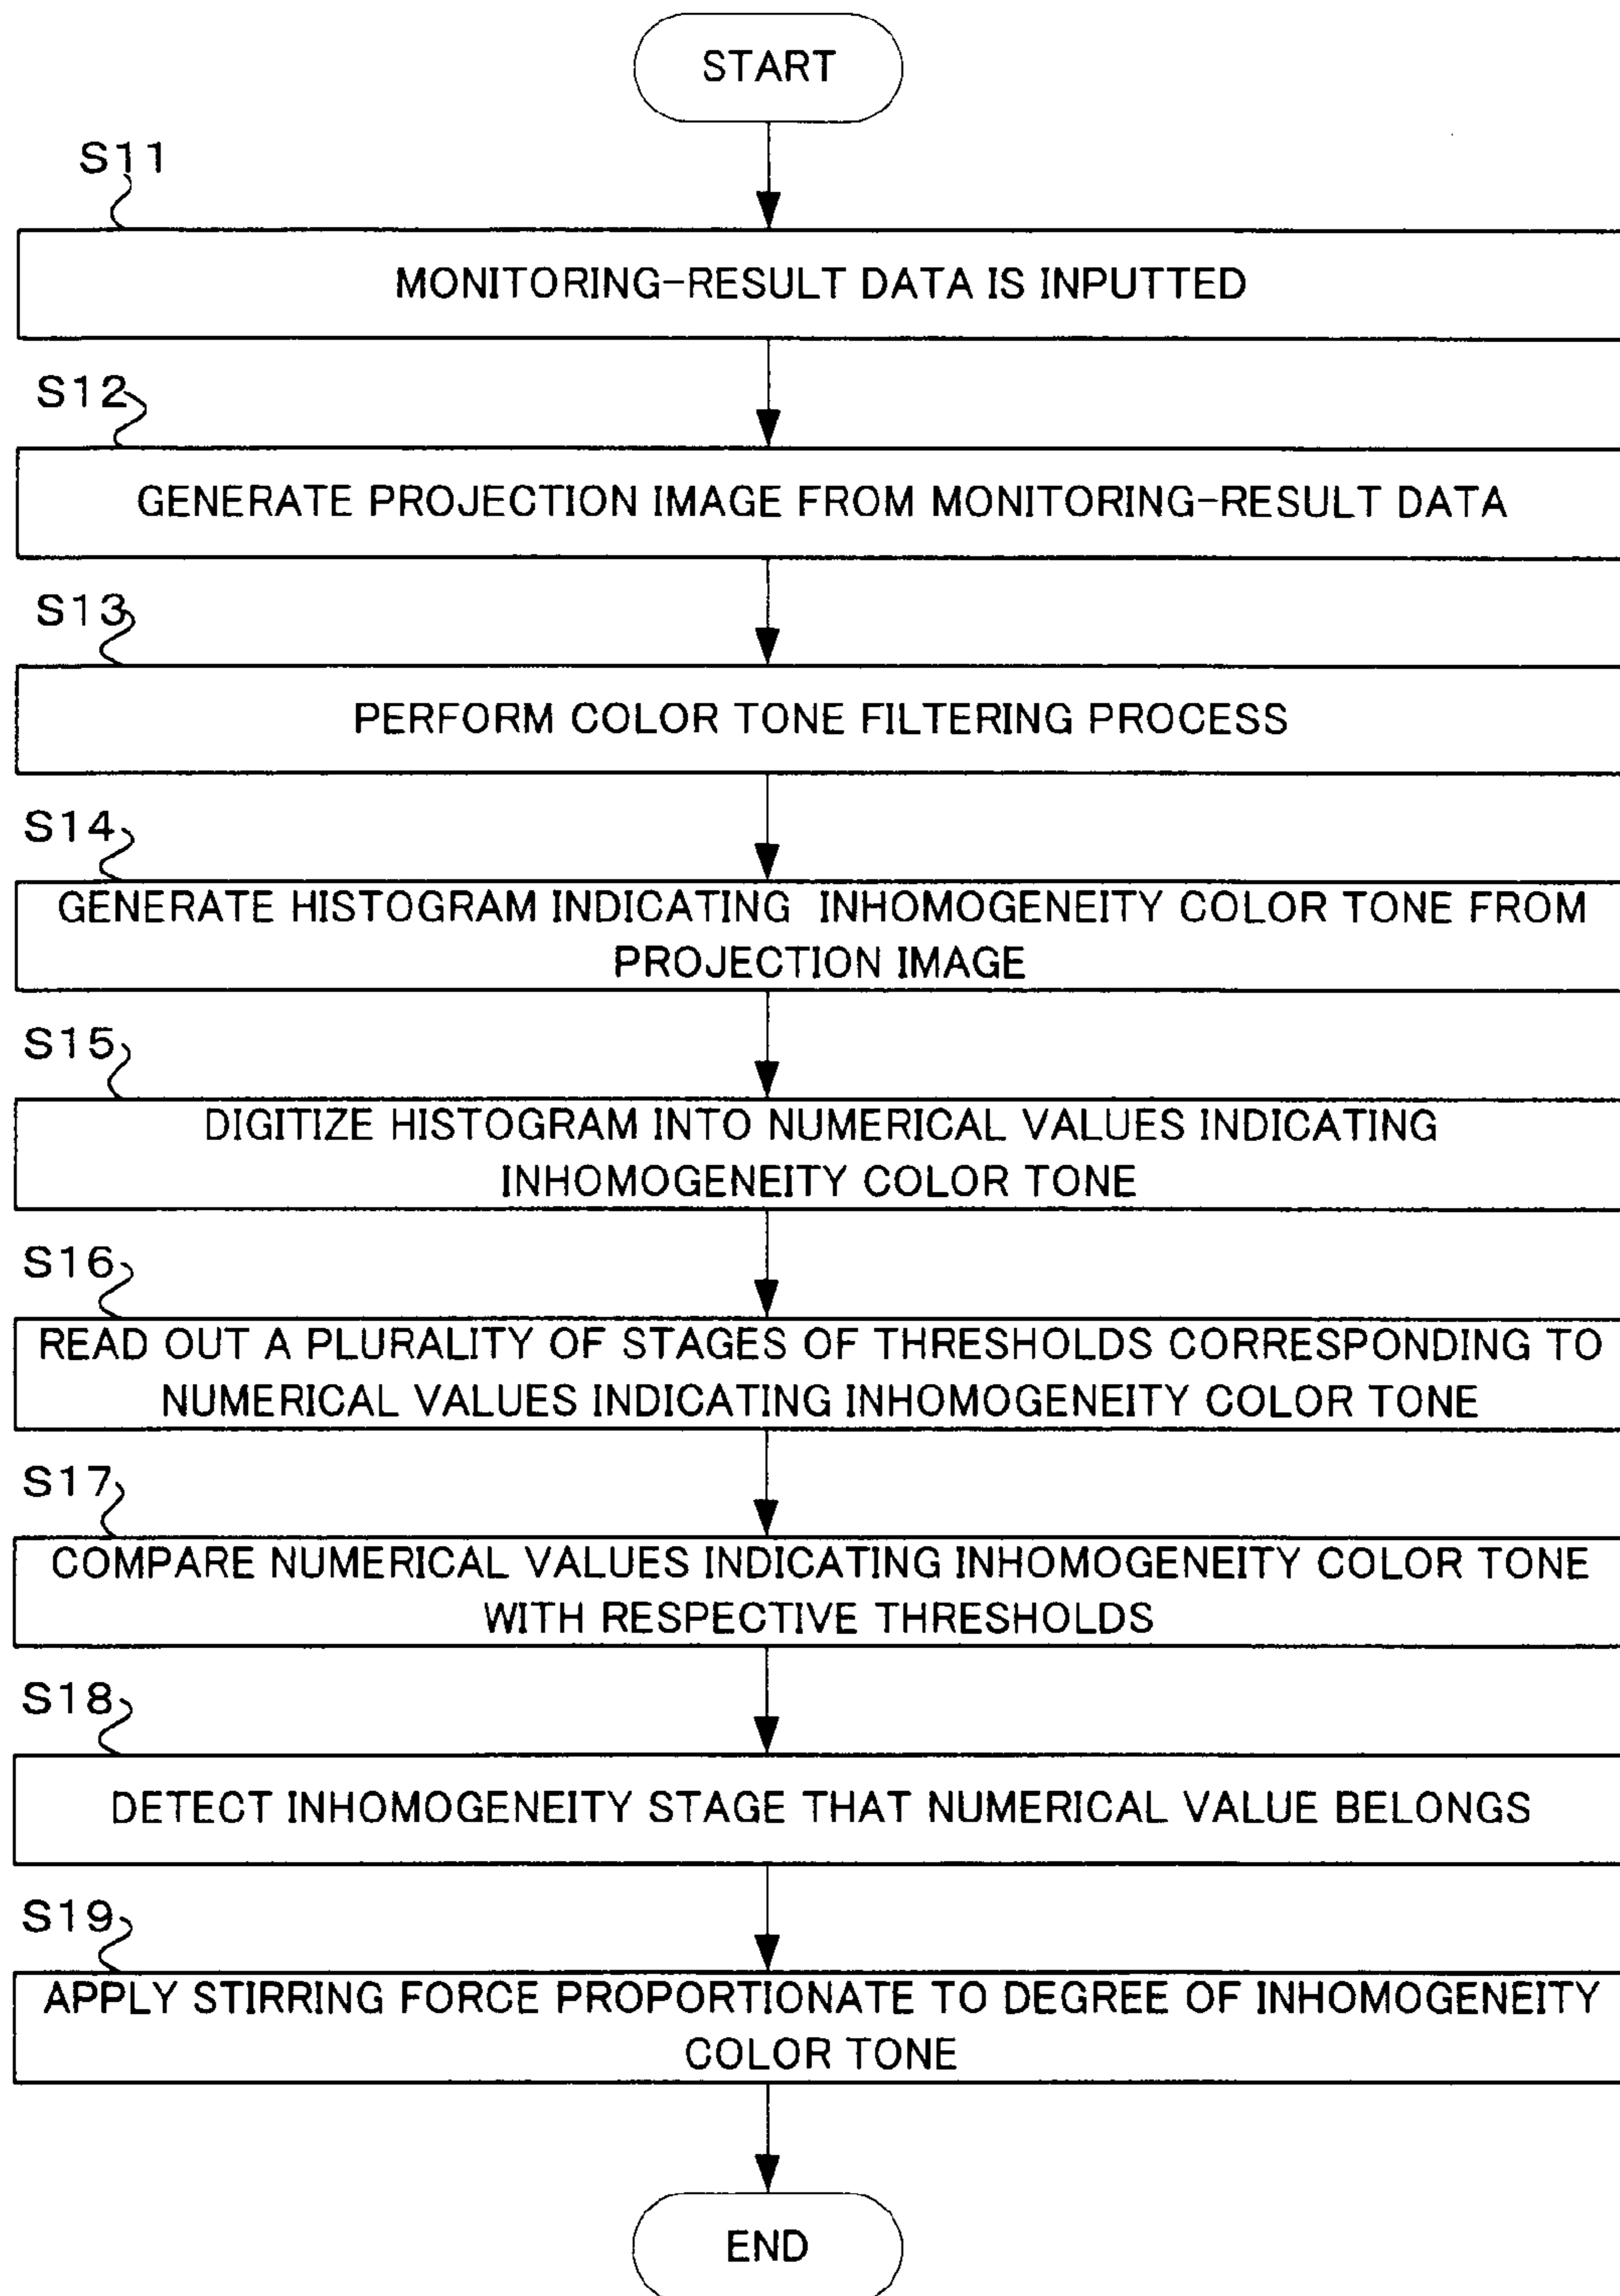 START
S11
MONITORING-RESULT DATA IS INPUTTED
S12
GENERATE PROJECTION IMAGE FROM MONITORING-RESULT DATA
S13
PERFORM COLOR TONE FILTERING PROCESS
S14
GENERATE HISTOGRAM INDICATING INHOMOGENEITY COLOR TONE FROM
PROJECTION IMAGE
S15
DIGITIZE HISTOGRAM INTO NUMERICAL VALUES INDICATING
INHOMOGENEITY COLOR TONE
S16
READ OUT A PLURALITY OF STAGES OF THRESHOLDS CORRESPONDING TO
NUMERICAL VALUES INDICATING INHOMOGENEITY COLOR TONE
S17
COMPARE NUMERICAL VALUES INDICATING INHOMOGENEITY COLOR TONE
WITH RESPECTIVE THRESHOLDS
S18
DETECT INHOMOGENEITY STAGE THAT NUMERICAL VALUE BELONGS
S19
APPLY STIRRING FORCE PROPORTIONATE TO DEGREE OF INHOMOGENEITY
COLOR TONE
END